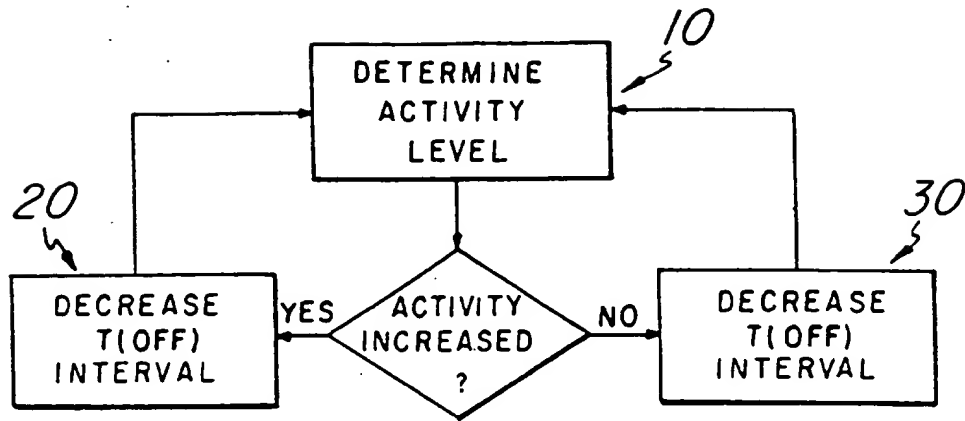 10
DETERMINE
ACTIVITY
LEVEL
20
30
DECREASE
T(OFF)
INTERVAL
YES
ACTIVITY
INCREASED
?
NO
DECREASE
T(OFF)
INTERVAL